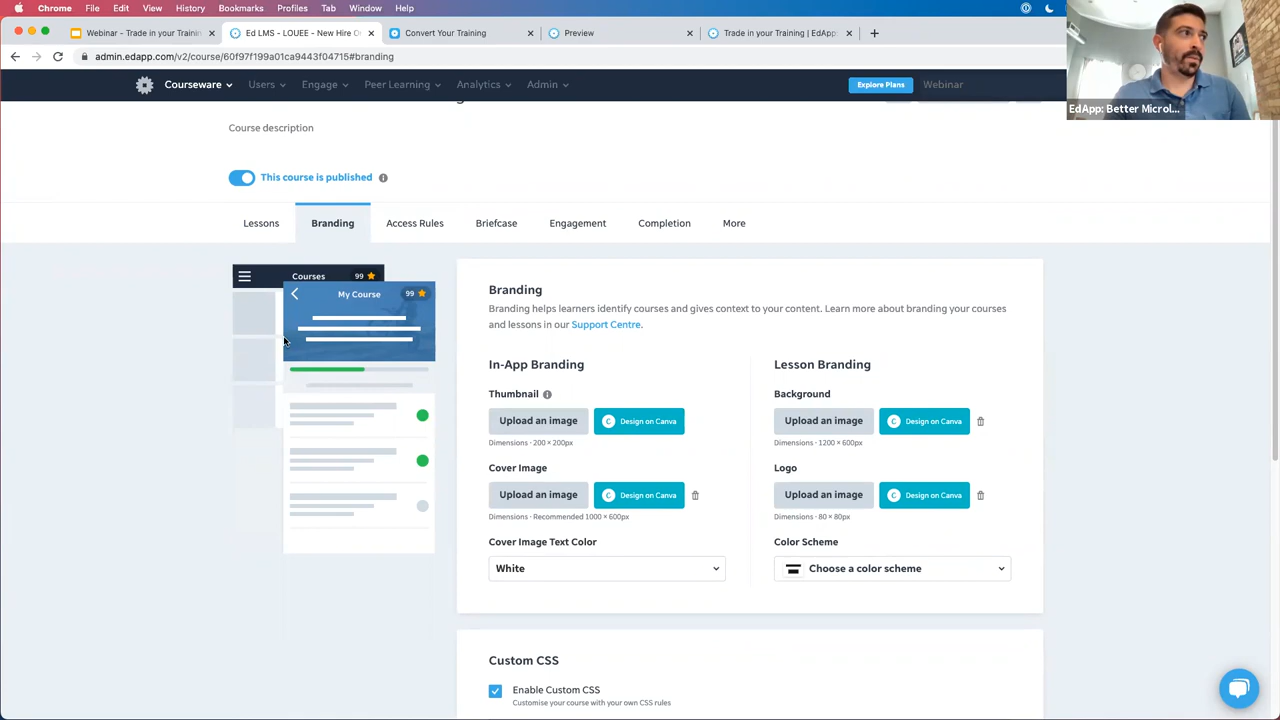 Chrome File Edit View History Bookmarks Profiles Tab Window Help
Webinar - Trade in your Trainin
Ed LMS - LOUEE - New Hire O
Convert Your Training
Preview
Trade in your Training | EdApp:
admin.edapp.com/v2/course/60f97f199a01ca9443f04715#branding
Courseware Users Engage Peer Learning Analytics Admin Explore Plans Webinar
EdApp: Better Microl...
Course description
This course is published
Lessons Branding Access Rules Briefcase Engagement Completion More
Courses 99
My Course 99
Branding
Branding helps learners identify courses and gives context to your content. Learn more about branding your courses
and lessons in our Support Centre.
In-App Branding
Thumbnail
Upload an image Design on Canva
Dimensions - 200 × 200px
Cover Image
Upload an image Design on Canva
Dimensions - Recommended 1000 × 600px
Cover Image Text Color
White
Lesson Branding
Background
Upload an image Design on Canva
Dimensions - 1200 × 600px
Logo
Upload an image Design on Canva
Dimensions - 80 × 80px
Color Scheme
Choose a color scheme
Custom CSS
Enable Custom CSS
Customise your course with your own CSS rules